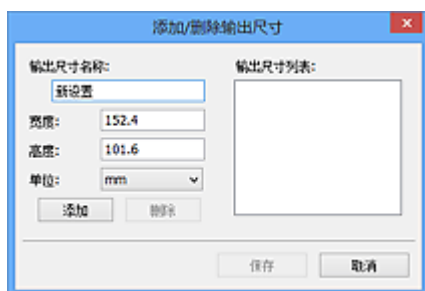 添加/删除输出尺寸
输出尺寸名称:
新设置
宽度:
152.4
高度:
101.6
单位:
mm
添加
删除
输出尺寸列表:
保存
取消